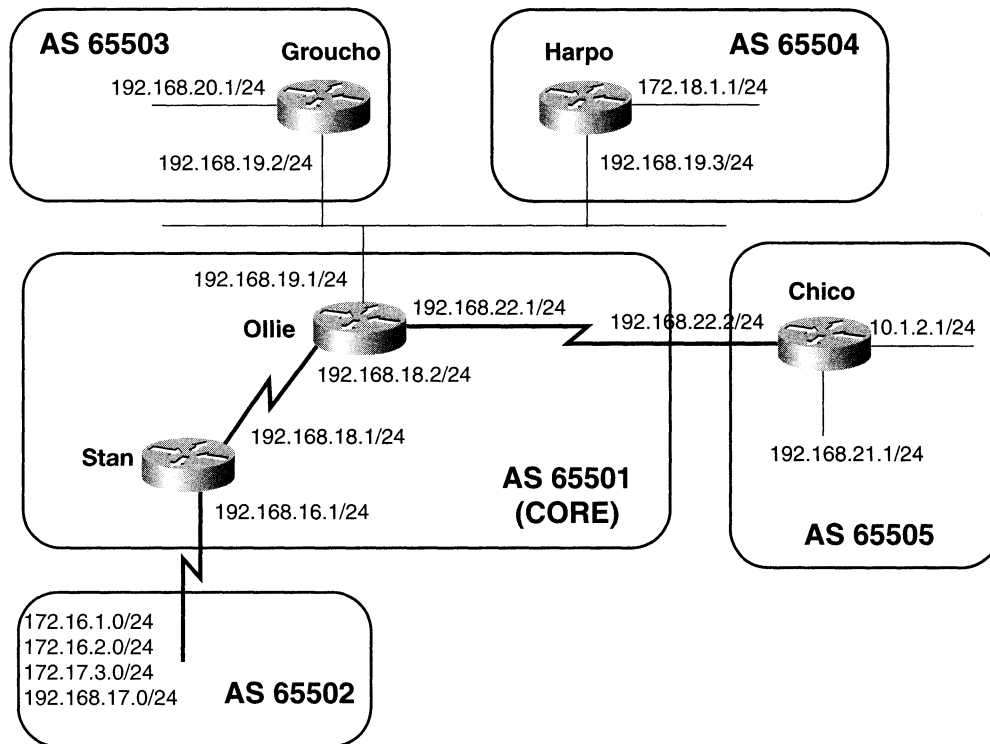 AS 65503
Groucho
192.168.20.1/24
192.168.19.2/24
Harpo
AS 65504
172.18.1.1/24
192.168.19.3/24
192.168.19.1/24
Ollie
192.168.22.1/24
192.168.18.2/24
192.168.18.1/24
Stan
192.168.16.1/24
AS 65501
(CORE)
Chico
192.168.22.2/24
10.1.2.1/24
192.168.21.1/24
AS 65505
172.16.1.0/24
172.16.2.0/24
172.17.3.0/24
192.168.17.0/24
AS 65502